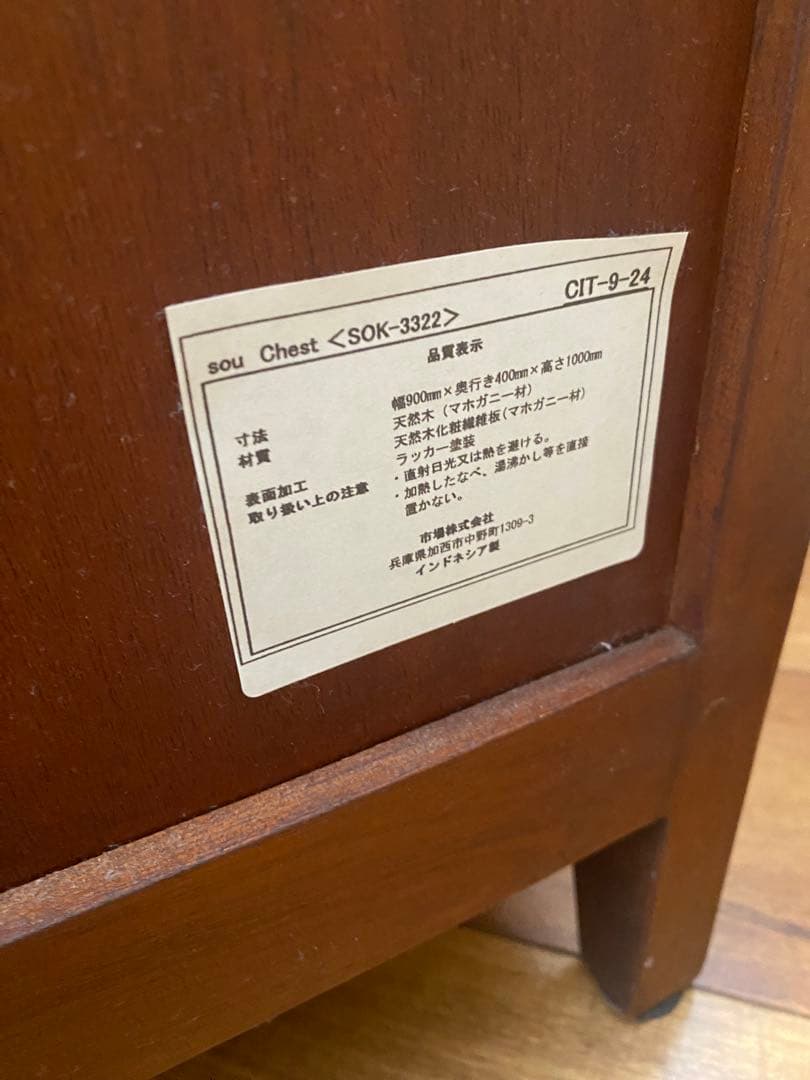 CIT-9-24
sou Chest <SOK-3322>
品質表示
寸法 幅900mm×奥行き400mm×高さ1000mm
材質 天然木(マホガニー材)
天然木化粧繊維板(マホガニー材)
表面加工 ラッカー塗装
取り扱い上の注意 ・直射日光又は熱を避ける。
・加熱したなべ、湯沸かし等を直接
置かない。
市場株式会社
兵庫県加西市中野町1309-3
インドネシア製